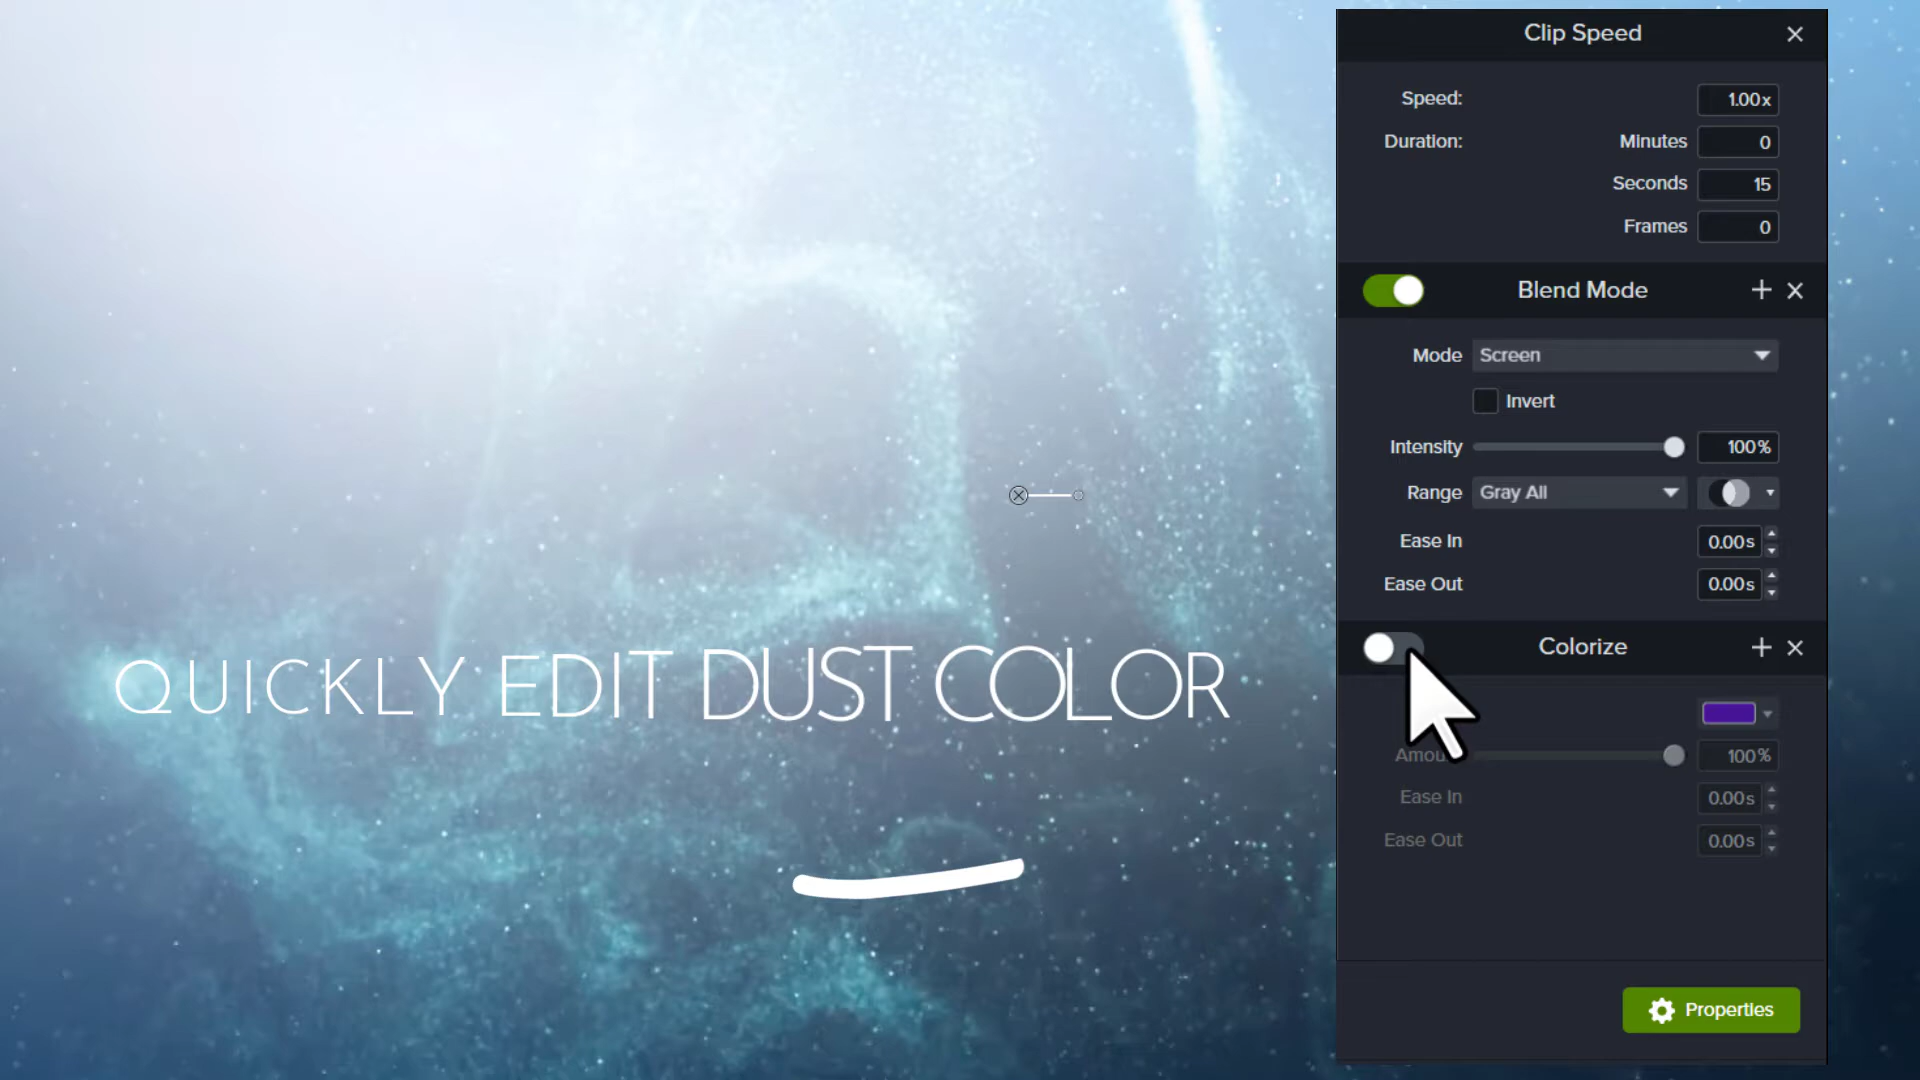 Clip Speed
Speed: 1.00x
Duration: Minutes 0
Seconds 15
Frames 0
Blend Mode
Mode Screen
Invert
Intensity 100%
Range Gray All
Ease In 0.00s
Ease Out 0.00s
Colorize
100%
Ease In 0.00s
Ease Out 0.00s
Properties
QUICKLY EDIT DUST COLOR